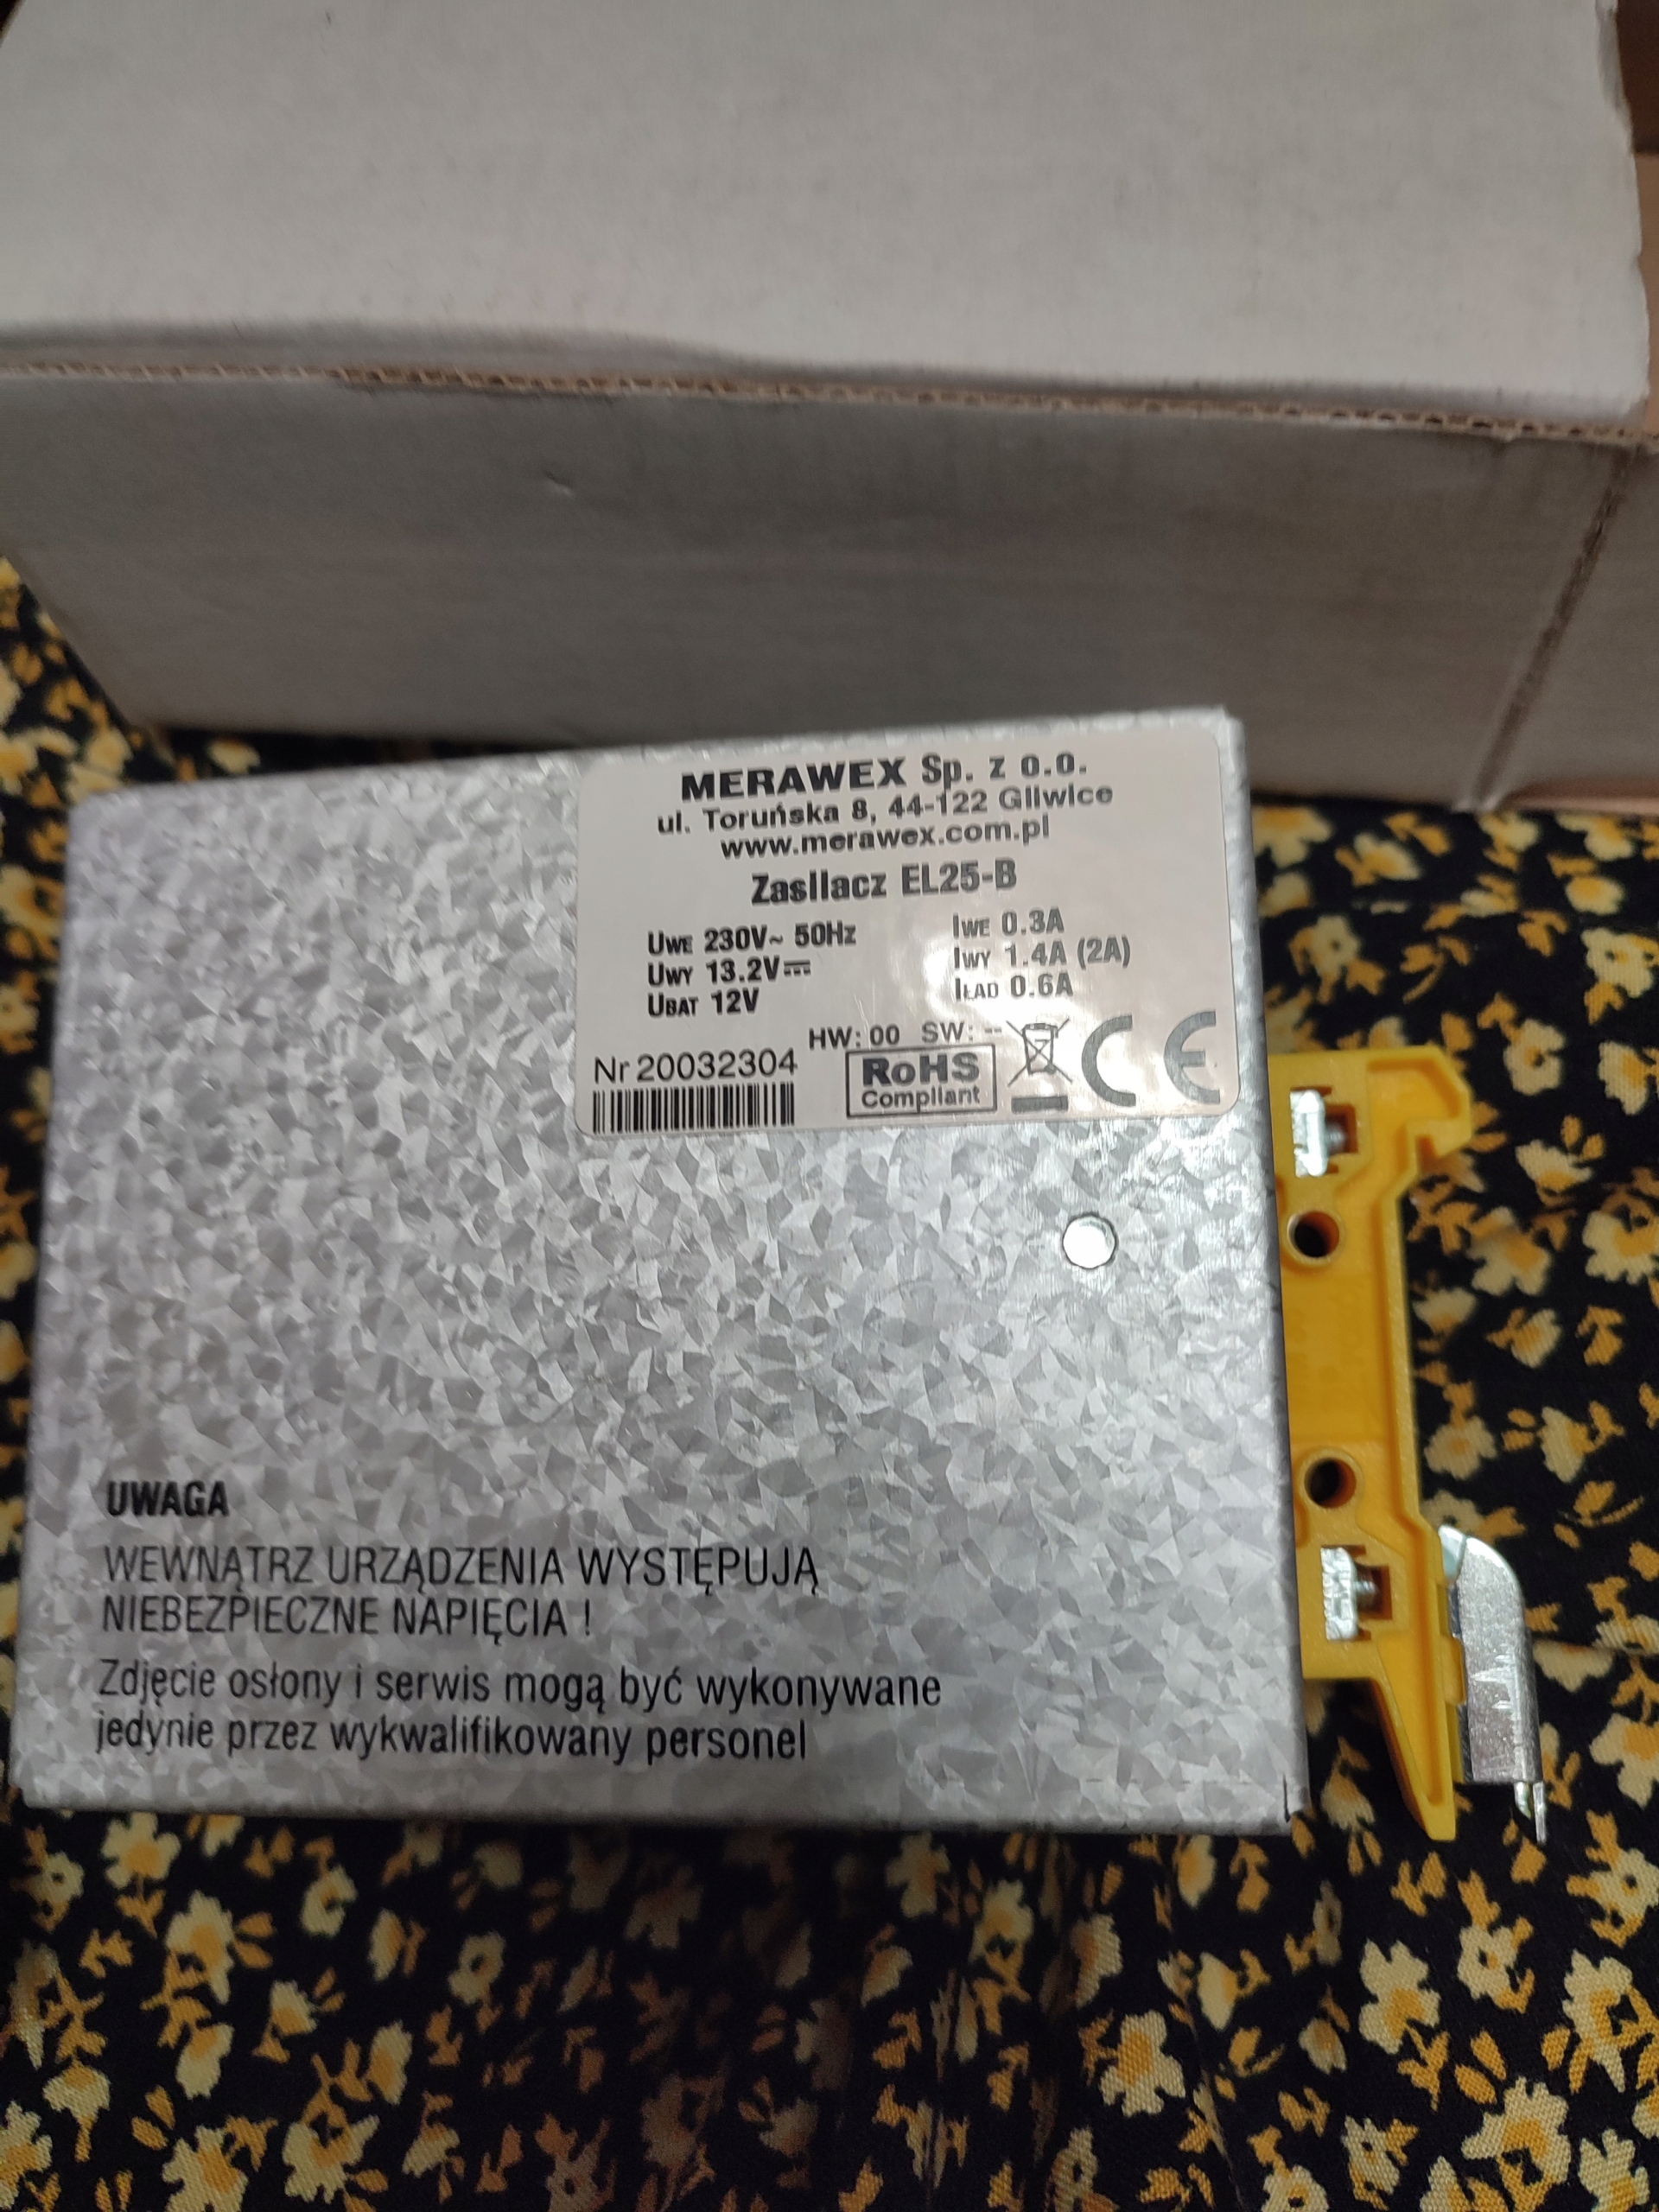 MERAWEX Sp. z o.o.
ul. Toruńska 8, 44-122 Gliwice
www.merawex.com.pl
Zasilacz EL25-B
UWE 230V~ 50Hz IWE 0.3A
UWY 13.2V⎓ IWY 1.4A (2A)
UBAT 12V IŁAD 0.6A
HW: 00 SW: --
Nr 20032304
RoHS
Compliant
CE
UWAGA
WEWNĄTRZ URZĄDZENIA WYSTĘPUJĄ
NIEBEZPIECZNE NAPIĘCIA !
Zdjęcie osłony i serwis mogą być wykonywane
jedynie przez wykwalifikowany personel